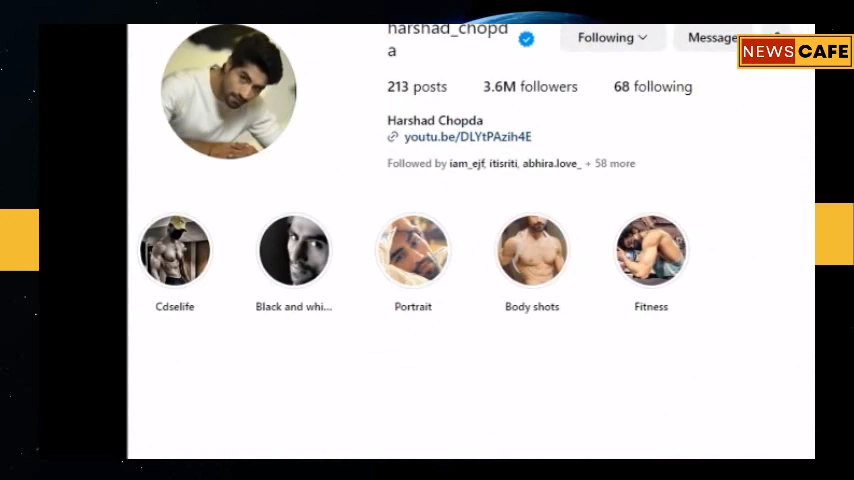 harshad_chopd
a
Following
Message
NEWS CAFE
213 posts
3.6M followers
68 following
Harshad Chopda
youtu.be/DLYtPAzih4E
Followed by iam_ejf, itisriti, abhira.love_ + 58 more
Cdselife
Black and whi...
Portrait
Body shots
Fitness